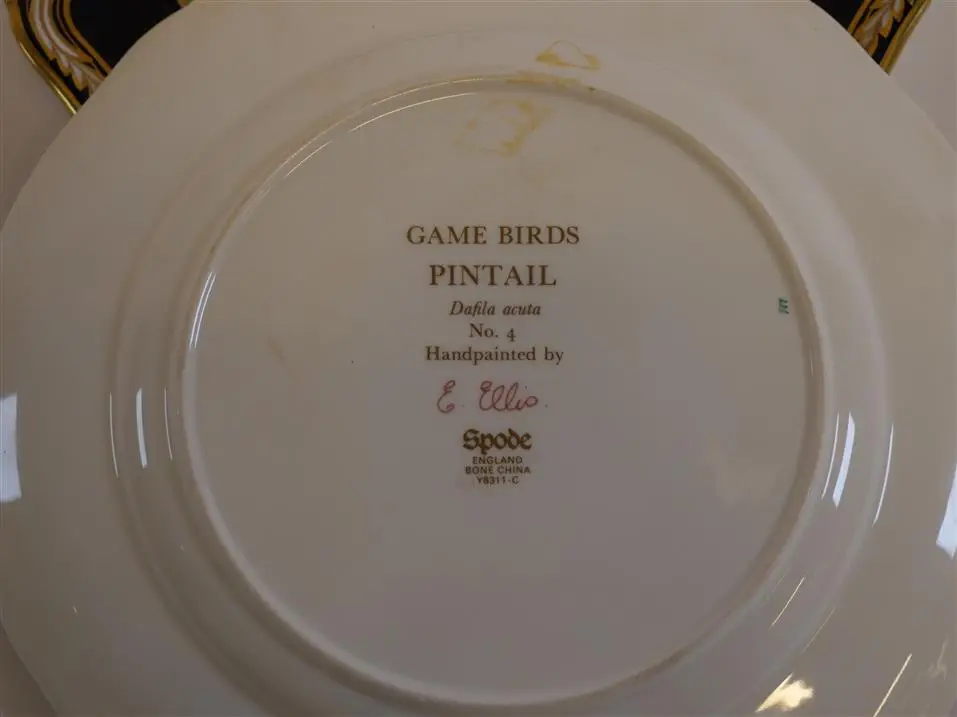 GAME BIRDS
PINTAIL
Dafila acuta
No. 4
Handpainted by
E. Ellis.
Spode
ENGLAND
BONE CHINA
Y8311-C